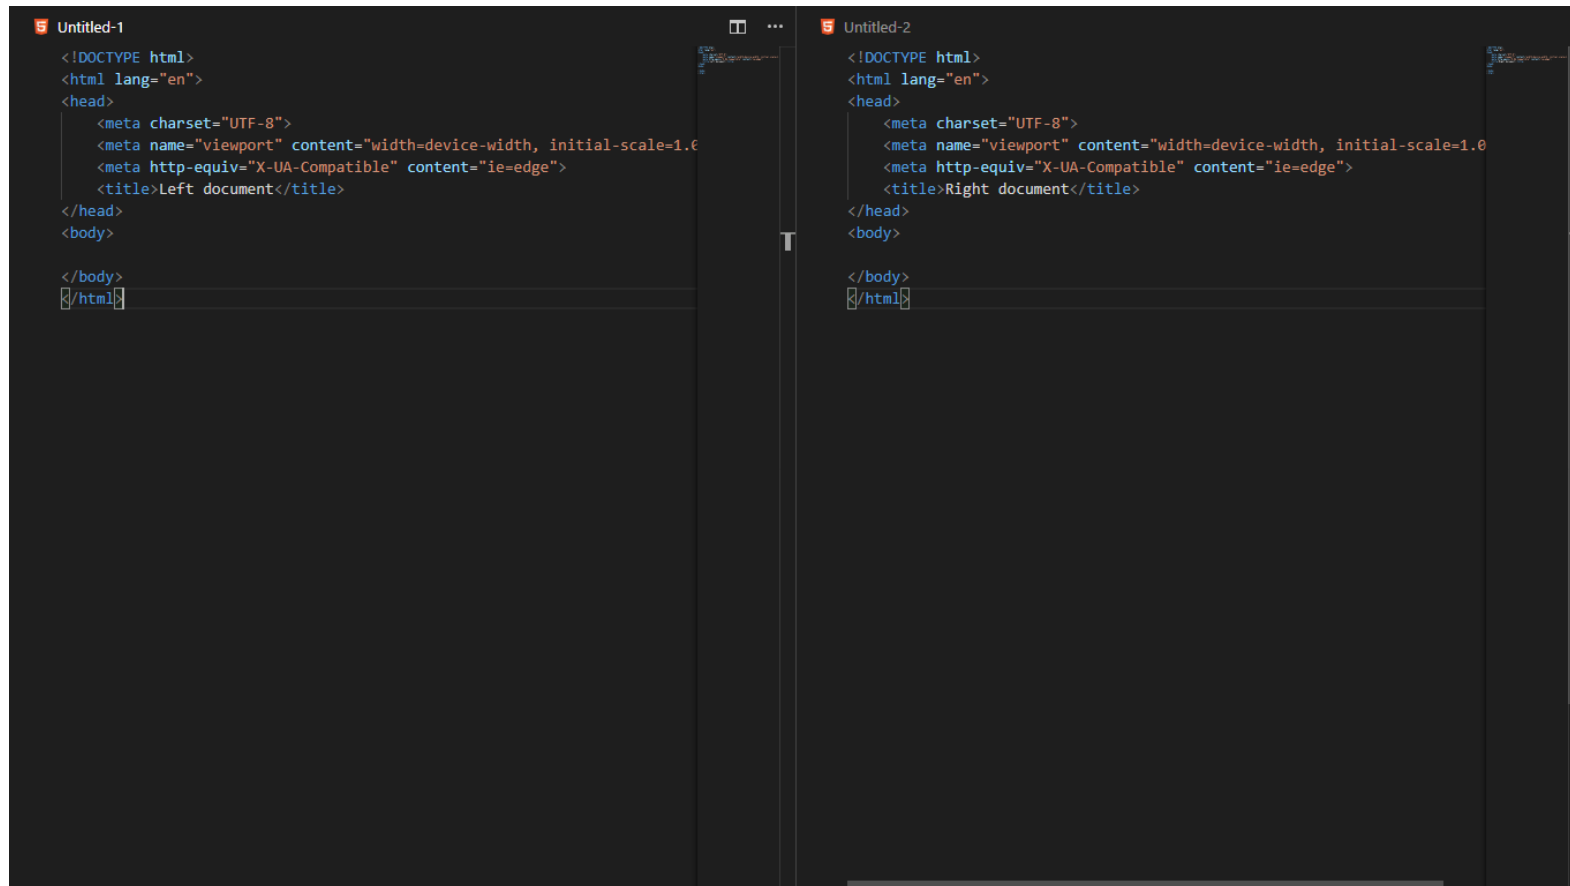 Untitled-1
<!DOCTYPE html>
<html lang="en">
<head>
    <meta charset="UTF-8">
    <meta name="viewport" content="width=device-width, initial-scale=1.0
    <meta http-equiv="X-UA-Compatible" content="ie=edge">
    <title>Left document</title>
</head>
<body>

</body>
</html>
T
Untitled-2
<!DOCTYPE html>
<html lang="en">
<head>
    <meta charset="UTF-8">
    <meta name="viewport" content="width=device-width, initial-scale=1.0
    <meta http-equiv="X-UA-Compatible" content="ie=edge">
    <title>Right document</title>
</head>
<body>

</body>
</html>